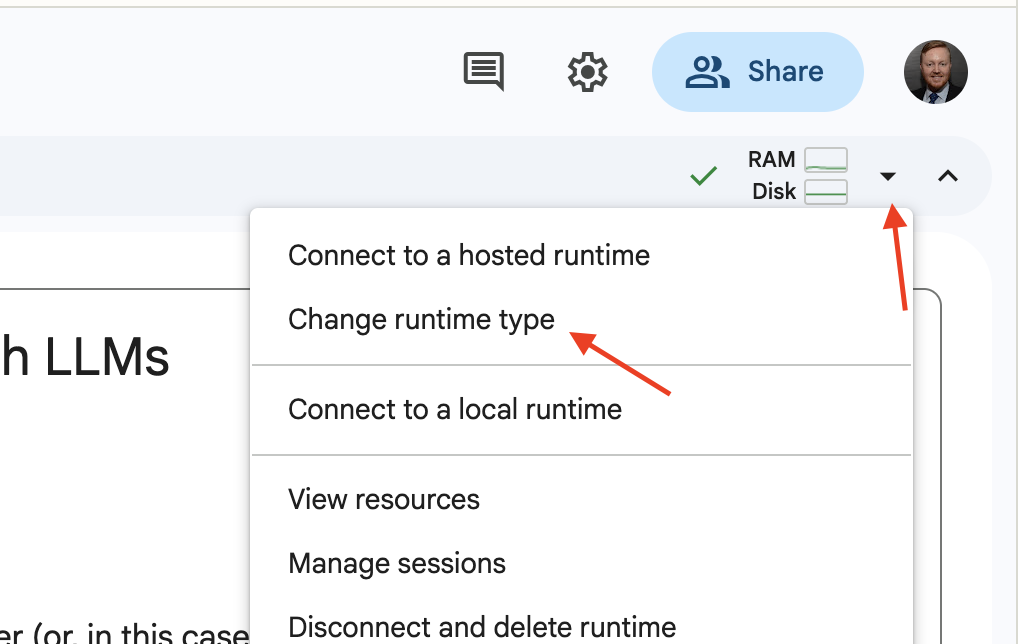 Share
RAM
Disk
Connect to a hosted runtime
Change runtime type
h LLMs
Connect to a local runtime
View resources
Manage sessions
er (or, in this case
Disconnect and delete runtime